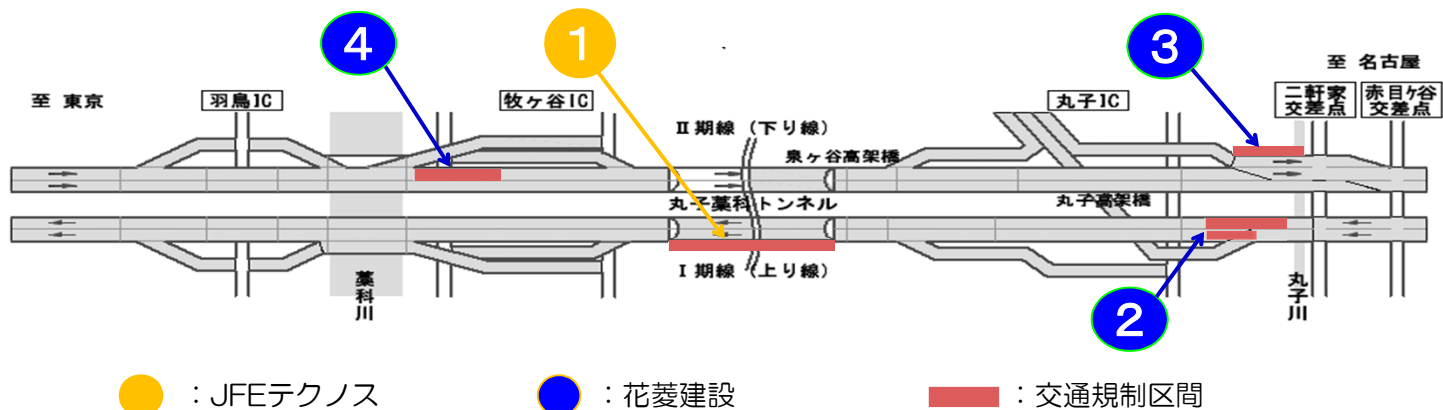 4
1
3
至 名古屋
至 東京
羽鳥IC
牧ヶ谷IC
丸子IC
二軒家
交差点
赤目ケ谷
交差点
Ⅱ期線 (下り線)
泉ヶ谷高架橋
丸子藁科トンネル
丸子高架橋
Ⅰ期線 (上り線)
藁科川
丸子川
2
:JFEテクノス
:花菱建設
:交通規制区間